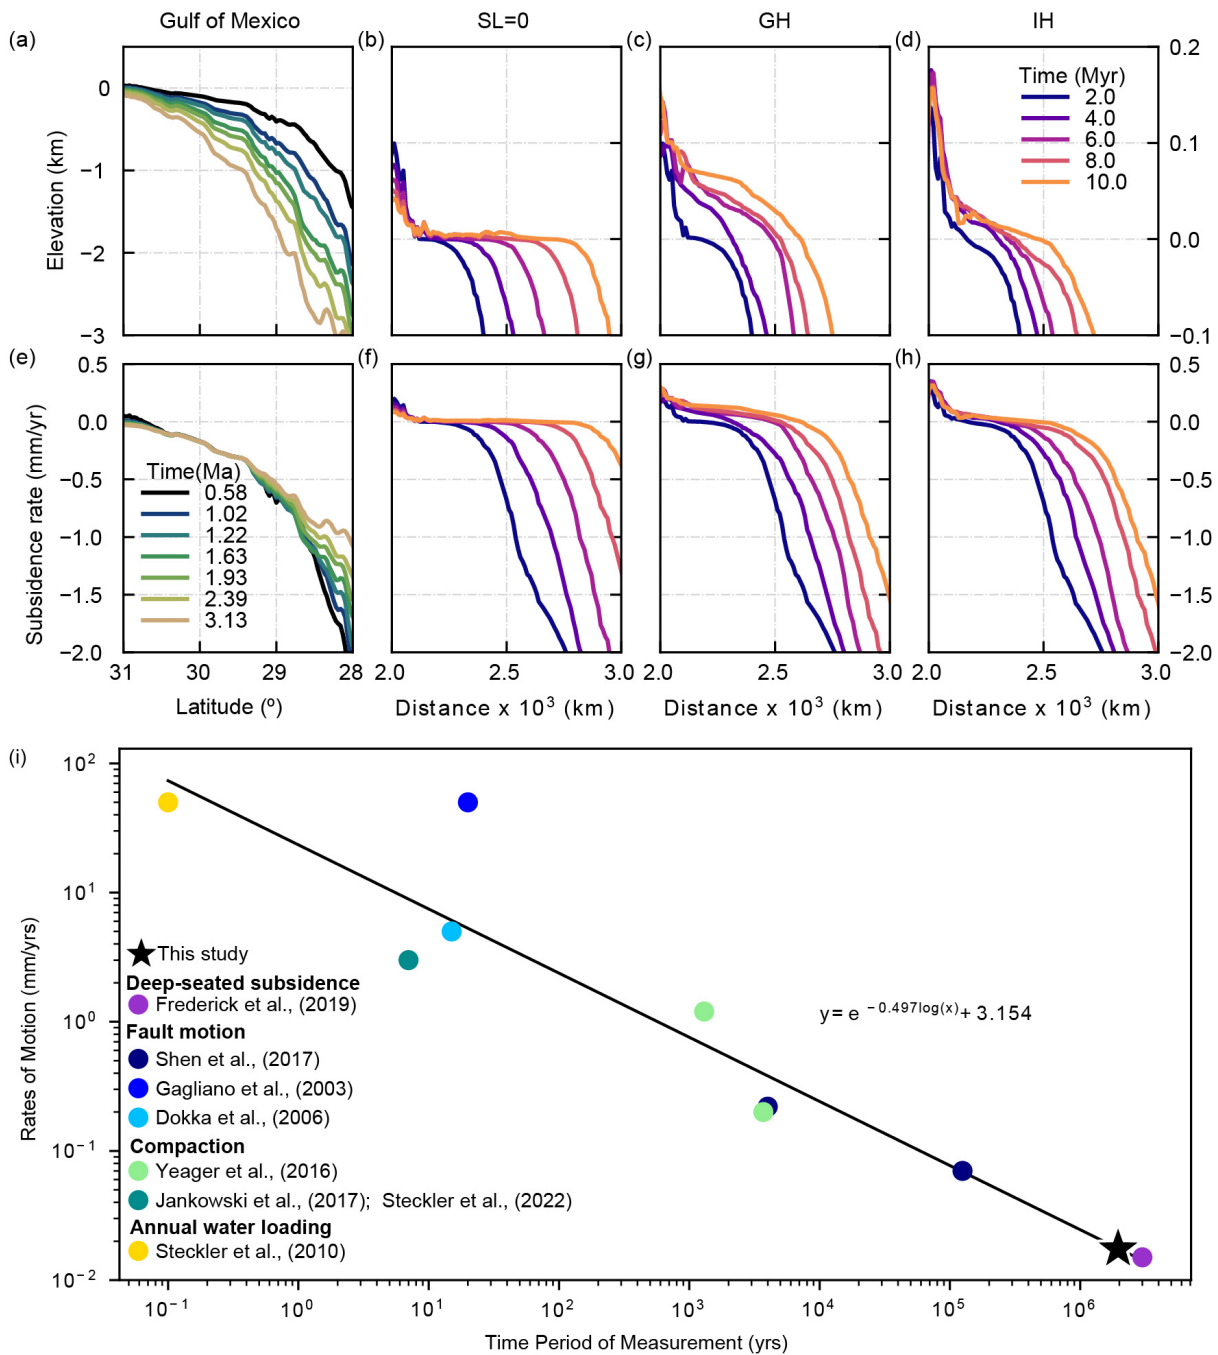 Gulf of Mexico
SL=0
GH
IH
(a)
(b)
(c)
(d)
Elevation (km)
0
−1
−2
−3
Time (Myr)
2.0
4.0
6.0
8.0
10.0
0.2
0.1
0.0
−0.1
(e)
(f)
(g)
(h)
Subsidence rate (mm/yr)
0.5
0.0
−0.5
−1.0
−1.5
−2.0
Time(Ma)
0.58
1.02
1.22
1.63
1.93
2.39
3.13
0.5
0.0
−0.5
−1.0
−1.5
−2.0
31 30 29 28
2.0 2.5 3.0
2.0 2.5 3.0
2.0 2.5 3.0
Latitude (º)
Distance x 10³ (km)
Distance x 10³ (km)
Distance x 10³ (km)
(i)
Rates of Motion (mm/yrs)
10²
10¹
10⁰
10⁻¹
10⁻²
This study
Deep-seated subsidence
Frederick et al., (2019)
Fault motion
Shen et al., (2017)
Gagliano et al., (2003)
Dokka et al., (2006)
Compaction
Yeager et al., (2016)
Jankowski et al., (2017); Steckler et al., (2022)
Annual water loading
Steckler et al., (2010)
y= e −0.497log(x)+ 3.154
10⁻¹ 10⁰ 10¹ 10² 10³ 10⁴ 10⁵ 10⁶
Time Period of Measurement (yrs)